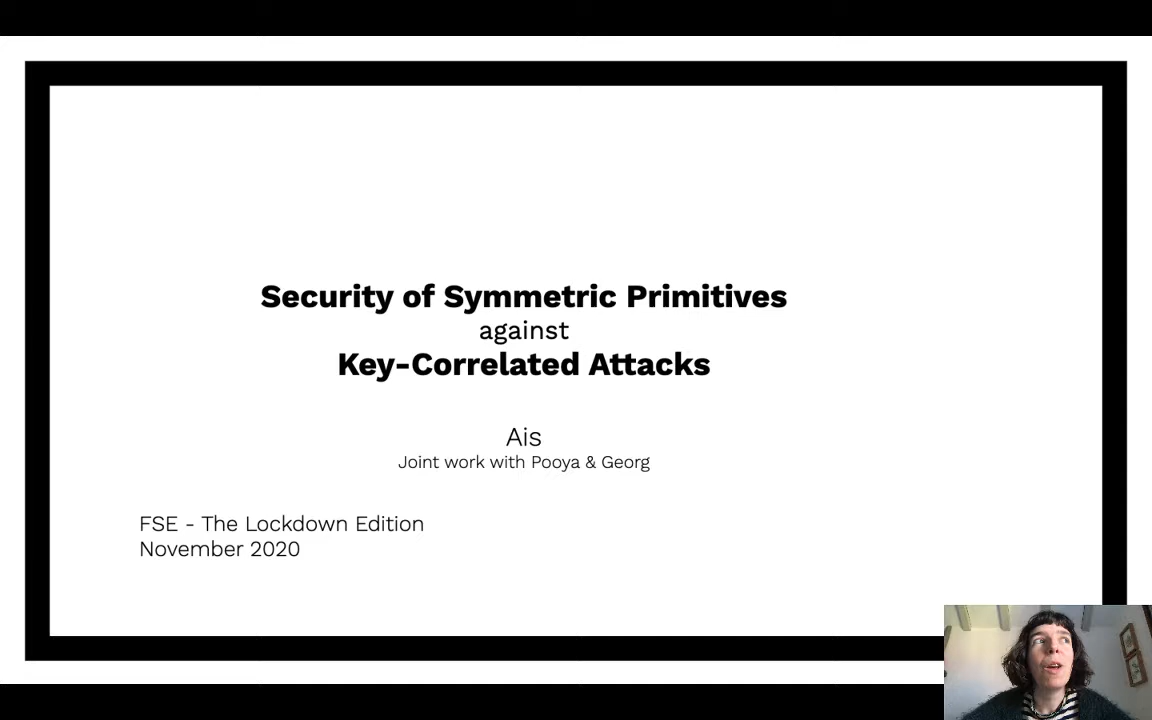 Security of Symmetric Primitives
against
Key-Correlated Attacks
Ais
Joint work with Pooya & Georg
FSE - The Lockdown Edition
November 2020